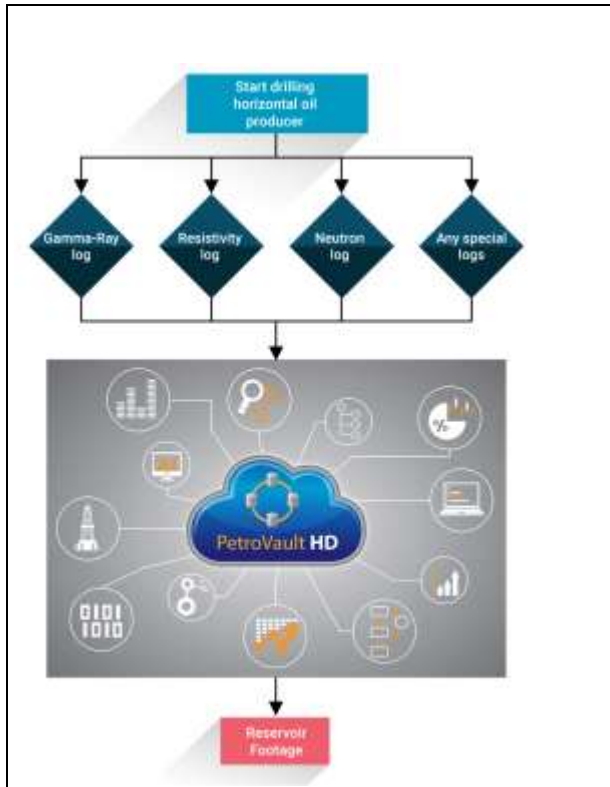 Start drilling
horizontal oil
producer
Gamma-Ray
log
Resistivity
log
Neutron
log
Any special
logs
%
PetroVault HD
0101
1010
Reservoir
Footage